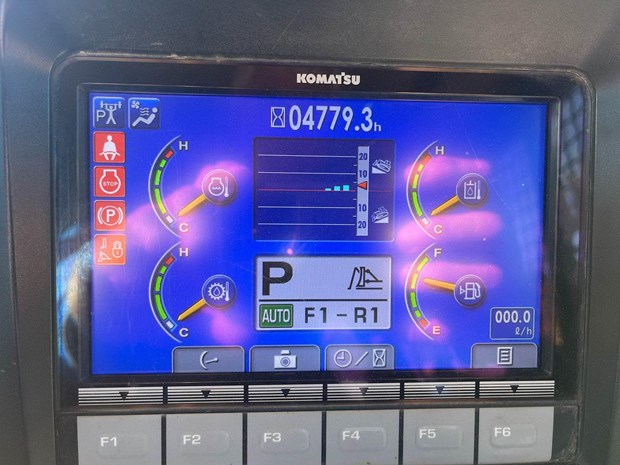 KOMATSU
04779.3h
P
STOP
P
H
C
H
C
20
10
10
20
H
C
F
E
P
AUTO F1-R1
000.0
ℓ/h
F1 F2 F3 F4 F5 F6